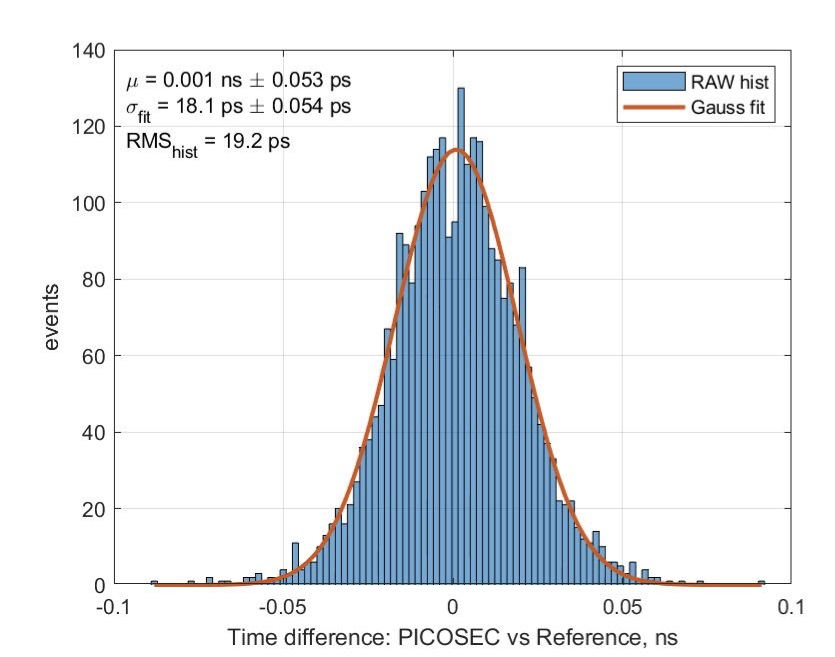 μ = 0.001 ns ± 0.053 ps
σfit = 18.1 ps ± 0.054 ps
RMShist = 19.2 ps
RAW hist
Gauss fit
140
120
100
80
60
40
20
0
events
-0.1
-0.05
0
0.05
0.1
Time difference: PICOSEC vs Reference, ns